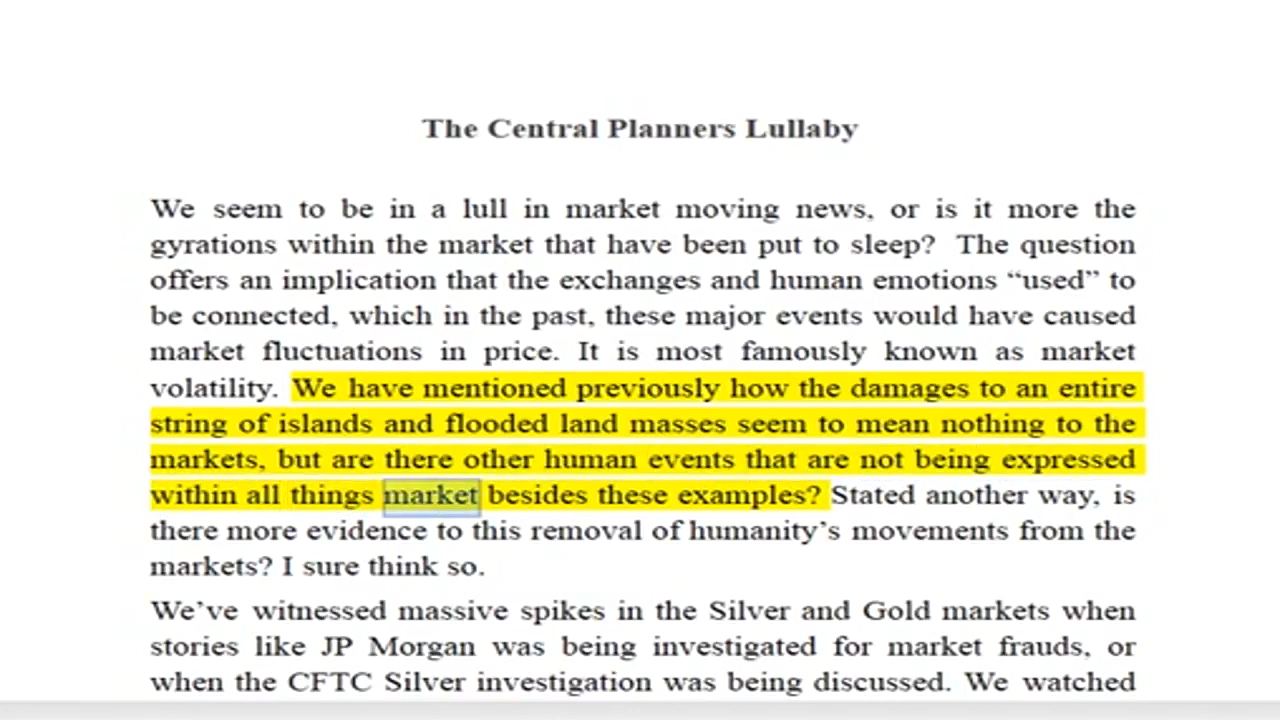 The Central Planners Lullaby
We seem to be in a lull in market moving news, or is it more the
gyrations within the market that have been put to sleep? The question
offers an implication that the exchanges and human emotions “used” to
be connected, which in the past, these major events would have caused
market fluctuations in price. It is most famously known as market
volatility. We have mentioned previously how the damages to an entire
string of islands and flooded land masses seem to mean nothing to the
markets, but are there other human events that are not being expressed
within all things market besides these examples? Stated another way, is
there more evidence to this removal of humanity’s movements from the
markets? I sure think so.
We’ve witnessed massive spikes in the Silver and Gold markets when
stories like JP Morgan was being investigated for market frauds, or
when the CFTC Silver investigation was being discussed. We watched